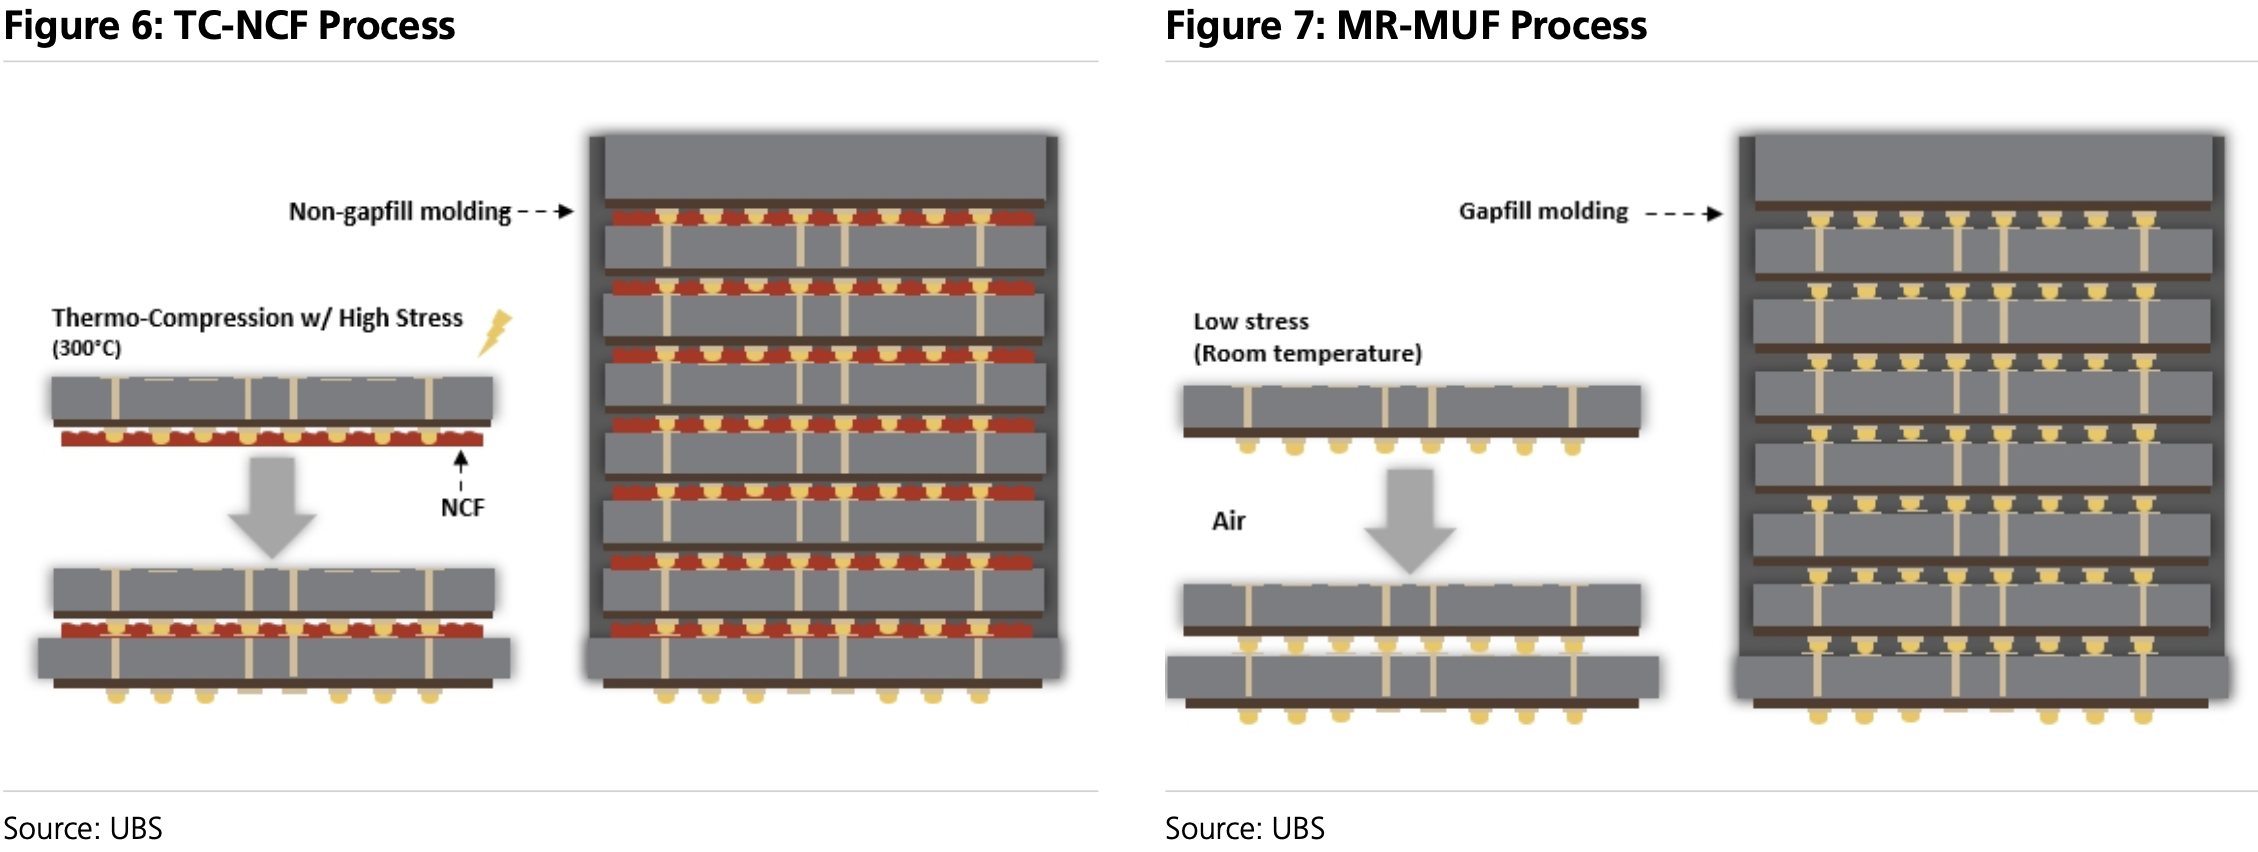 Figure 6: TC-NCF Process
Non-gapfill molding
Thermo-Compression w/ High Stress
(300°C)
NCF
Source: UBS
Figure 7: MR-MUF Process
Gapfill molding
Low stress
(Room temperature)
Air
Source: UBS